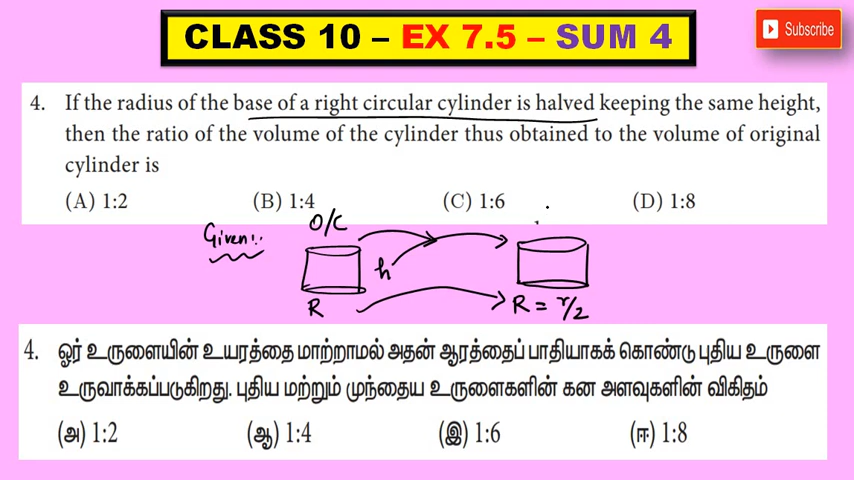 CLASS 10 – EX 7.5 – SUM 4
Subscribe
4. If the radius of the base of a right circular cylinder is halved keeping the same height,
then the ratio of the volume of the cylinder thus obtained to the volume of original
cylinder is
(A) 1:2 (B) 1:4 (C) 1:6 (D) 1:8
Given:
O/C
h
R
R = r/2
4. ஓர் உருளையின் உயரத்தை மாற்றாமல் அதன் ஆரத்தைப் பாதியாகக் கொண்டு புதிய உருளை
உருவாக்கப்படுகிறது. புதிய மற்றும் முந்தைய உருளைகளின் கன அளவுகளின் விகிதம்
(அ) 1:2 (ஆ) 1:4 (இ) 1:6 (ஈ) 1:8